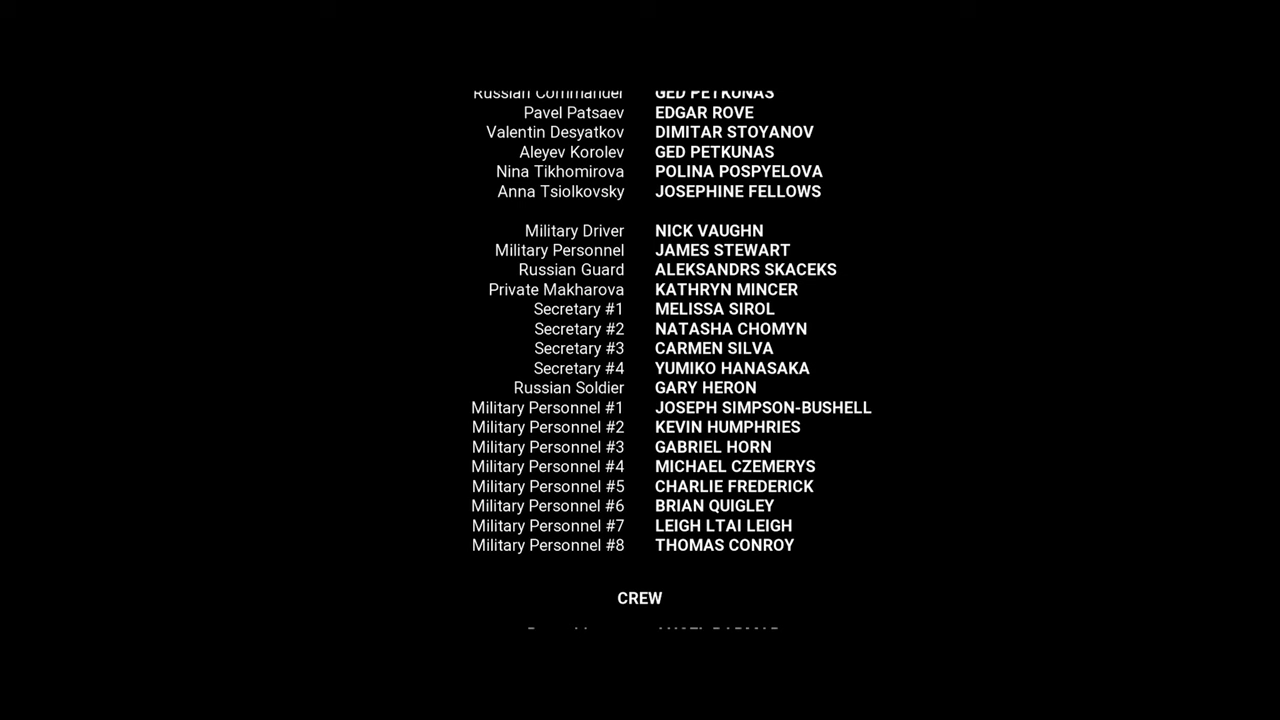 Russian Commander GED PETKUNAS
Pavel Patsaev EDGAR ROVE
Valentin Desyatkov DIMITAR STOYANOV
Aleyev Korolev GED PETKUNAS
Nina Tikhomirova POLINA POSPYELOVA
Anna Tsiolkovsky JOSEPHINE FELLOWS
Military Driver NICK VAUGHN
Military Personnel JAMES STEWART
Russian Guard ALEKSANDRS SKACEKS
Private Makharova KATHRYN MINCER
Secretary #1 MELISSA SIROL
Secretary #2 NATASHA CHOMYN
Secretary #3 CARMEN SILVA
Secretary #4 YUMIKO HANASAKA
Russian Soldier GARY HERON
Military Personnel #1 JOSEPH SIMPSON-BUSHELL
Military Personnel #2 KEVIN HUMPHRIES
Military Personnel #3 GABRIEL HORN
Military Personnel #4 MICHAEL CZEMERYS
Military Personnel #5 CHARLIE FREDERICK
Military Personnel #6 BRIAN QUIGLEY
Military Personnel #7 LEIGH LTAI LEIGH
Military Personnel #8 THOMAS CONROY
CREW